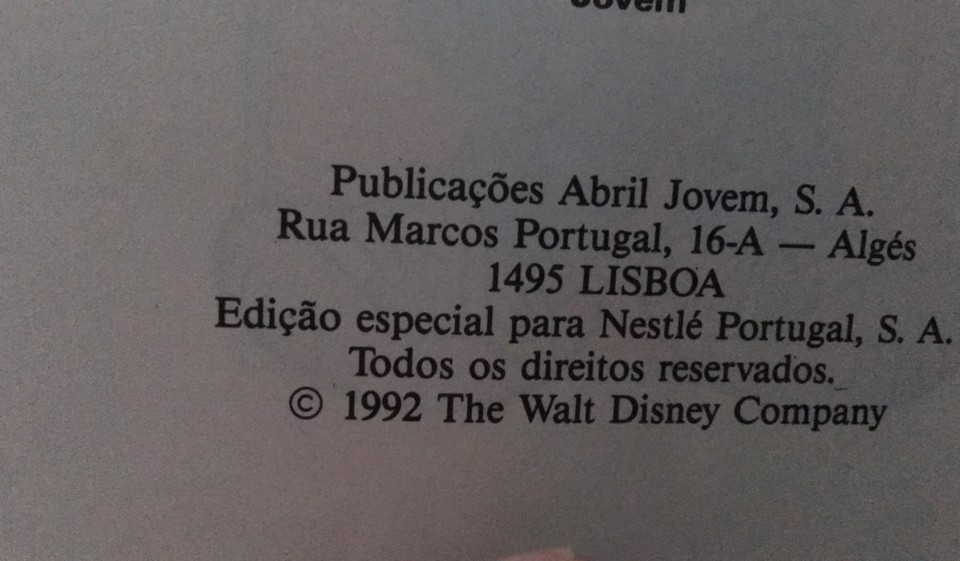 Jovem
Publicações Abril Jovem, S. A.
Rua Marcos Portugal, 16-A — Algés
1495 LISBOA
Edição especial para Nestlé Portugal, S. A.
Todos os direitos reservados.
© 1992 The Walt Disney Company